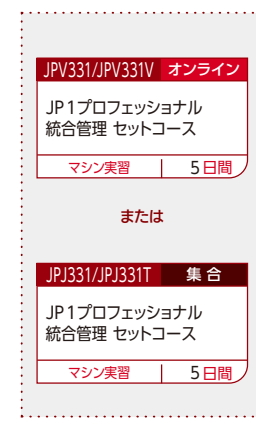 JPV331/JPV331V オンライン
JP1プロフェッショナル
統合管理 セットコース
マシン実習 5日間
または
JPJ331/JPJ331T 集合
JP1プロフェッショナル
統合管理 セットコース
マシン実習 5日間